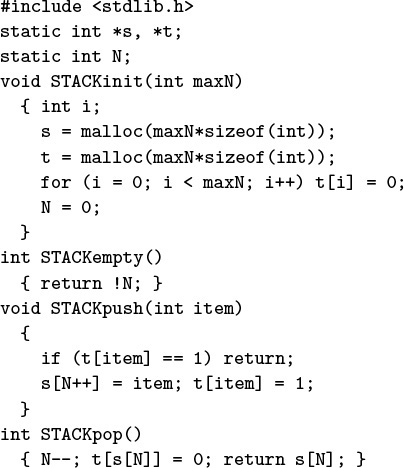 #include <stdlib.h>
static int *s, *t;
static int N;
void STACKinit(int maxN)
  { int i;
    s = malloc(maxN*sizeof(int));
    t = malloc(maxN*sizeof(int));
    for (i = 0; i < maxN; i++) t[i] = 0;
    N = 0;
  }
int STACKempty()
  { return !N; }
void STACKpush(int item)
  {
    if (t[item] == 1) return;
    s[N++] = item; t[item] = 1;
  }
int STACKpop()
  { N--; t[s[N]] = 0; return s[N]; }